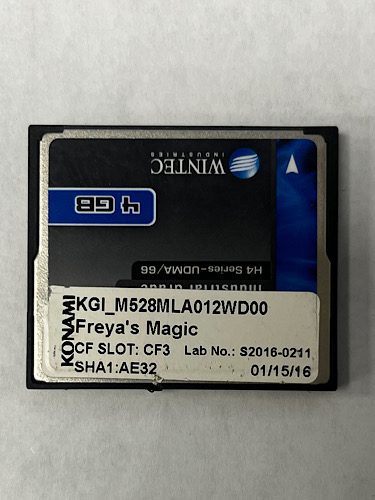 WINTEC
INDUSTRIES
4 GB
H4 Series-UDMA/66
Industrial Grade
KONAMI
KGI_M528MLA012WD00
Freya's Magic
CF SLOT: CF3 Lab No.: S2016-0211
SHA1:AE32 01/15/16